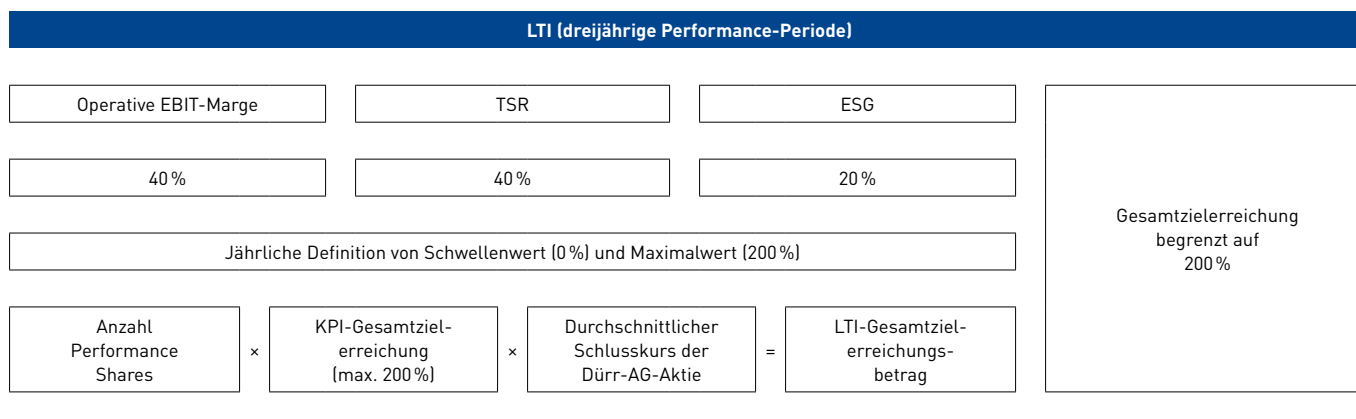 LTI (dreijährige Performance-Periode)
Operative EBIT-Marge
TSR
ESG
40 %
40 %
20 %
Jährliche Definition von Schwellenwert (0 %) und Maximalwert (200 %)
Anzahl
Performance
Shares
×
KPI-Gesamtziel-
erreichung
(max. 200 %)
×
Durchschnittlicher
Schlusskurs der
Dürr-AG-Aktie
=
LTI-Gesamtziel-
erreichungs-
betrag
Gesamtzielerreichung
begrenzt auf
200 %